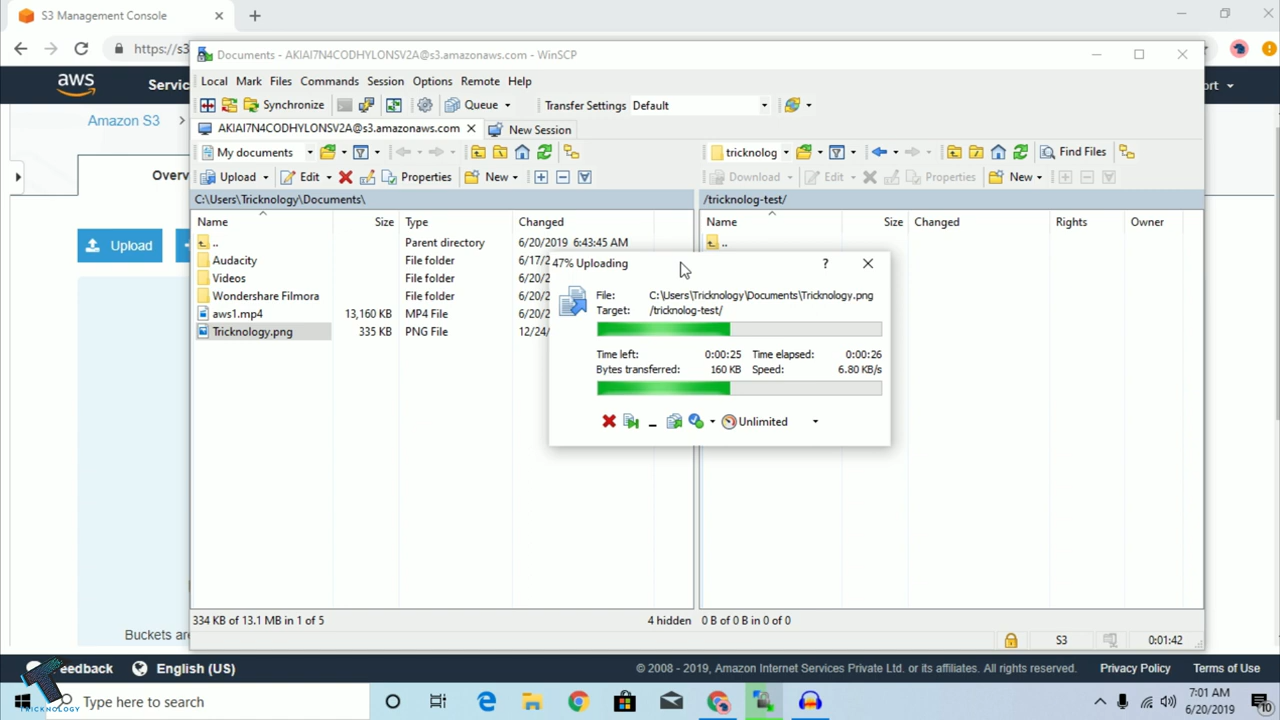 S3 Management Console
https://s3
Documents - AKIAI7N4CODHYLONSV2A@s3.amazonaws.com - WinSCP
aws
Servic
ort
Local Mark Files Commands Session Options Remote Help
Synchronize Queue Transfer Settings Default
Amazon S3
AKIAI7N4CODHYLONSV2A@s3.amazonaws.com New Session
My documents tricknolog Find Files
Overv
Upload Edit Properties New Download Edit Properties New
C:\Users\Tricknology\Documents\ /tricknolog-test/
Name Size Type Changed Name Size Changed Rights Owner
.. Parent directory 6/20/2019 6:43:45 AM ..
Upload
Audacity File folder 6/17/2
Videos File folder 6/20/2
Wondershare Filmora File folder 6/20/2
aws1.mp4 13,160 KB MP4 File 6/20/2
Tricknology.png 335 KB PNG File 12/24/
47% Uploading ?
File: C:\Users\Tricknology\Documents\Tricknology.png
Target: /tricknolog-test/
Time left: 0:00:25 Time elapsed: 0:00:26
Bytes transferred: 160 KB Speed: 6.80 KB/s
Unlimited
334 KB of 13.1 MB in 1 of 5 4 hidden 0 B of 0 B in 0 of 0
Buckets are
S3 0:01:42
eedback English (US) © 2008 - 2019, Amazon Internet Services Private Ltd. or its affiliates. All rights reserved. Privacy Policy Terms of Use
Type here to search
TRICKNOLOGY
7:01 AM
6/20/2019
10